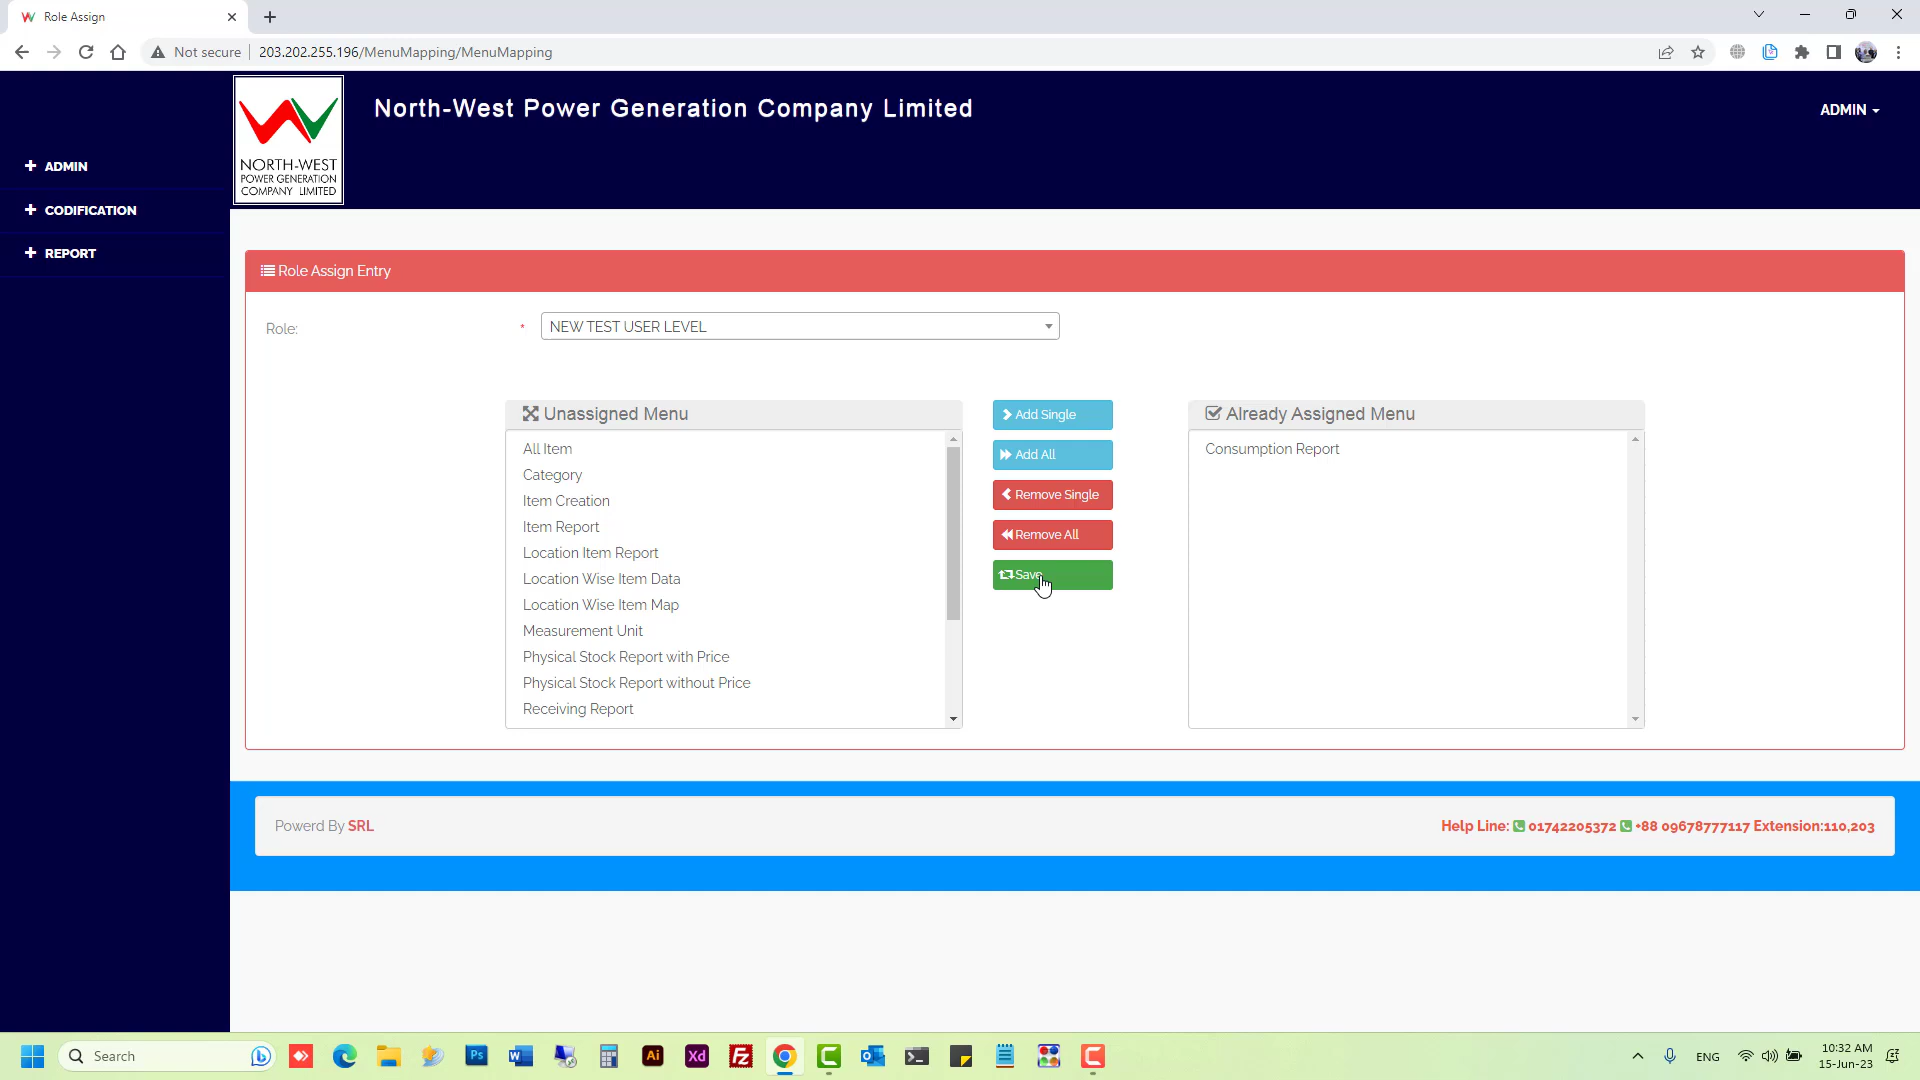 Role Assign
Not secure
203.202.255.196/MenuMapping/MenuMapping
NORTH-WEST
POWER GENERATION
COMPANY LIMITED
North-West Power Generation Company Limited
ADMIN
ADMIN
CODIFICATION
REPORT
Role Assign Entry
Role:
* NEW TEST USER LEVEL
Unassigned Menu
All Item
Category
Item Creation
Item Report
Location Item Report
Location Wise Item Data
Location Wise Item Map
Measurement Unit
Physical Stock Report with Price
Physical Stock Report without Price
Receiving Report
Add Single
Add All
Remove Single
Remove All
Save
Already Assigned Menu
Consumption Report
Powerd By SRL
Help Line: 01742205372 +88 09678777117 Extension:110,203
Search
Ps
W
Ai
Xd
FZ
ENG
10:32 AM
15-Jun-23